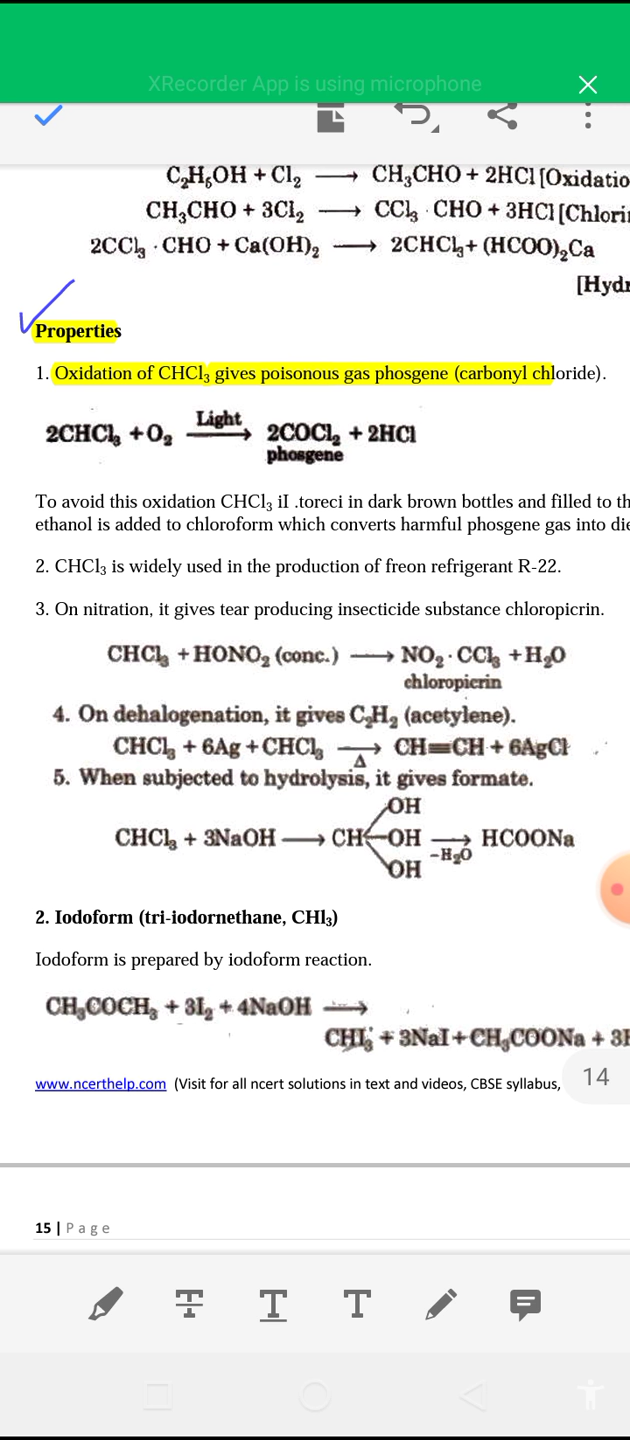 XRecorder App is using microphone
C₂H₅OH + Cl₂ ⟶ CH₃CHO + 2HCl [Oxidatio
CH₃CHO + 3Cl₂ ⟶ CCl₃ · CHO + 3HCl [Chlori
2CCl₃ · CHO + Ca(OH)₂ ⟶ 2CHCl₃ + (HCOO)₂Ca
[Hydr
Properties
1. Oxidation of CHCl₃ gives poisonous gas phosgene (carbonyl chloride).
2CHCl₃ + O₂ —Light→ 2COCl₂ + 2HCl
phosgene
To avoid this oxidation CHCl₃ iI .toreci in dark brown bottles and filled to th
ethanol is added to chloroform which converts harmful phosgene gas into die
2. CHCl₃ is widely used in the production of freon refrigerant R-22.
3. On nitration, it gives tear producing insecticide substance chloropicrin.
CHCl₃ + HONO₂ (conc.) ⟶ NO₂ · CCl₃ + H₂O
chloropicrin
4. On dehalogenation, it gives C₂H₂ (acetylene).
CHCl₃ + 6Ag + CHCl₃ —Δ→ CH≡CH + 6AgCl
5. When subjected to hydrolysis, it gives formate.
OH
CHCl₃ + 3NaOH ⟶ CH OH —−H₂O→ HCOONa
OH
2. Iodoform (tri-iodornethane, CHl₃)
Iodoform is prepared by iodoform reaction.
CH₃COCH₃ + 3I₂ + 4NaOH ⟶
CHI₃ + 3NaI + CH₃COONa + 3H
www.ncerthelp.com (Visit for all ncert solutions in text and videos, CBSE syllabus,
14
15 | Page